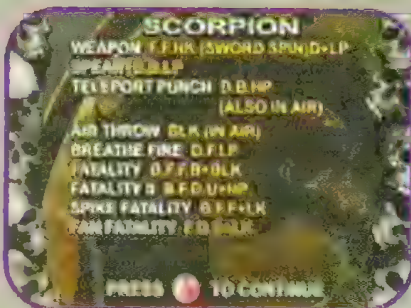 SCORPION
WEAPON F,F,HK (SWORD SPIN)D+LP
SPEAR B,B,LP
TELEPORT PUNCH D,B,HP
(ALSO IN AIR)
AIR THROW BLK (IN AIR)
BREATHE FIRE D,F,LP
FATALITY B,F,F,B+BLK
FATALITY II B,F,D,U+HP
SPIKE FATALITY B,F,F+LK
FATALITY
PRESS TO CONTINUE